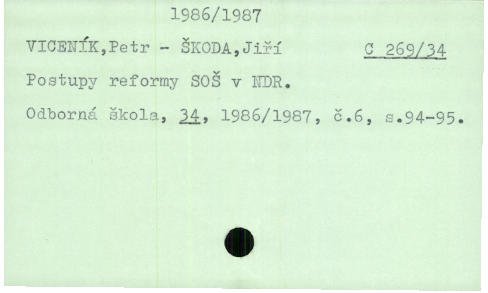 1986/1987
VICENÍK,Petr - ŠKODA,Jiří C 269/34
Postupy reformy SOŠ v NDR.
Odborná škola, 34, 1986/1987, č.6, s.94-95.